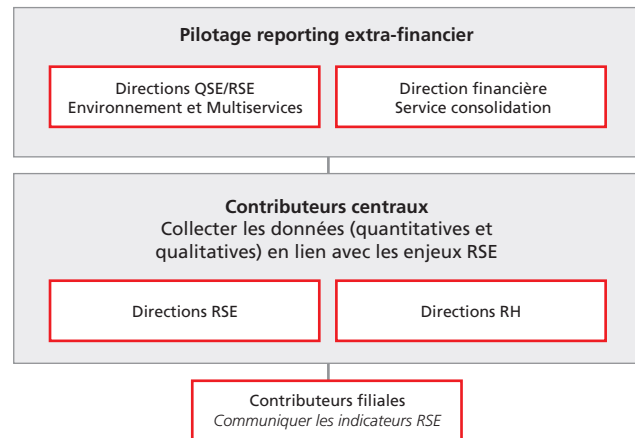 Pilotage reporting extra-financier
Directions QSE/RSE
Environnement et Multiservices
Direction financière
Service consolidation
Contributeurs centraux
Collecter les données (quantitatives et
qualitatives) en lien avec les enjeux RSE
Directions RSE
Directions RH
Contributeurs filiales
Communiquer les indicateurs RSE